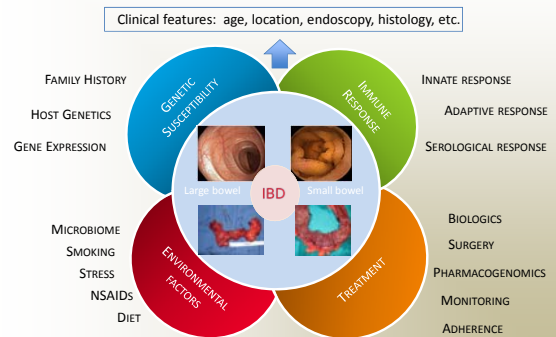 Clinical features: age, location, endoscopy, histology, etc.
FAMILY HISTORY
HOST GENETICS
GENE EXPRESSION
GENETIC
SUSCEPTIBILITY
IMMUNE
RESPONSE
INNATE RESPONSE
ADAPTIVE RESPONSE
SEROLOGICAL RESPONSE
Large bowel
IBD
Small bowel
MICROBIOME
SMOKING
STRESS
NSAIDS
DIET
ENVIRONMENTAL
FACTORS
TREATMENT
BIOLOGICS
SURGERY
PHARMACOGENOMICS
MONITORING
ADHERENCE